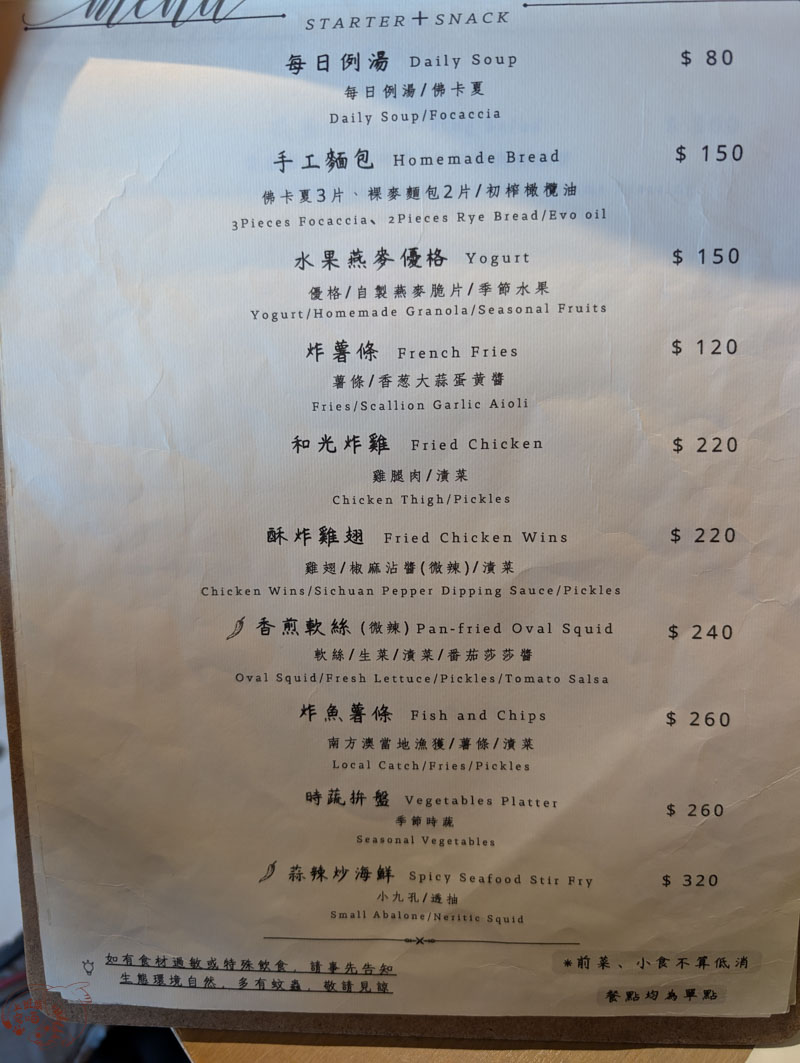 menu
STARTER+SNACK
每日例湯 Daily Soup $ 80
每日例湯/佛卡夏
Daily Soup/Focaccia
手工麵包 Homemade Bread $ 150
佛卡夏3片、裸麥麵包2片/初榨橄欖油
3Pieces Focaccia、2Pieces Rye Bread/Evo oil
水果燕麥優格 Yogurt $ 150
優格/自製燕麥脆片/季節水果
Yogurt/Homemade Granola/Seasonal Fruits
炸薯條 French Fries $ 120
薯條/香蔥大蒜蛋黃醬
Fries/Scallion Garlic Aioli
和光炸雞 Fried Chicken $ 220
雞腿肉/漬菜
Chicken Thigh/Pickles
酥炸雞翅 Fried Chicken Wins $ 220
雞翅/椒麻沾醬(微辣)/漬菜
Chicken Wins/Sichuan Pepper Dipping Sauce/Pickles
香煎軟絲(微辣) Pan-fried Oval Squid $ 240
軟絲/生菜/漬菜/番茄莎莎醬
Oval Squid/Fresh Lettuce/Pickles/Tomato Salsa
炸魚薯條 Fish and Chips $ 260
南方澳當地漁獲/薯條/漬菜
Local Catch/Fries/Pickles
時蔬拼盤 Vegetables Platter $ 260
季節時蔬
Seasonal Vegetables
蒜辣炒海鮮 Spicy Seafood Stir Fry $ 320
小九孔/透抽
Small Abalone/Neritic Squid
如有食材過敏或特殊飲食，請事先告知
生態環境自然，多有蚊蟲，敬請見諒
*前菜、小食不算低消
餐點均為單點